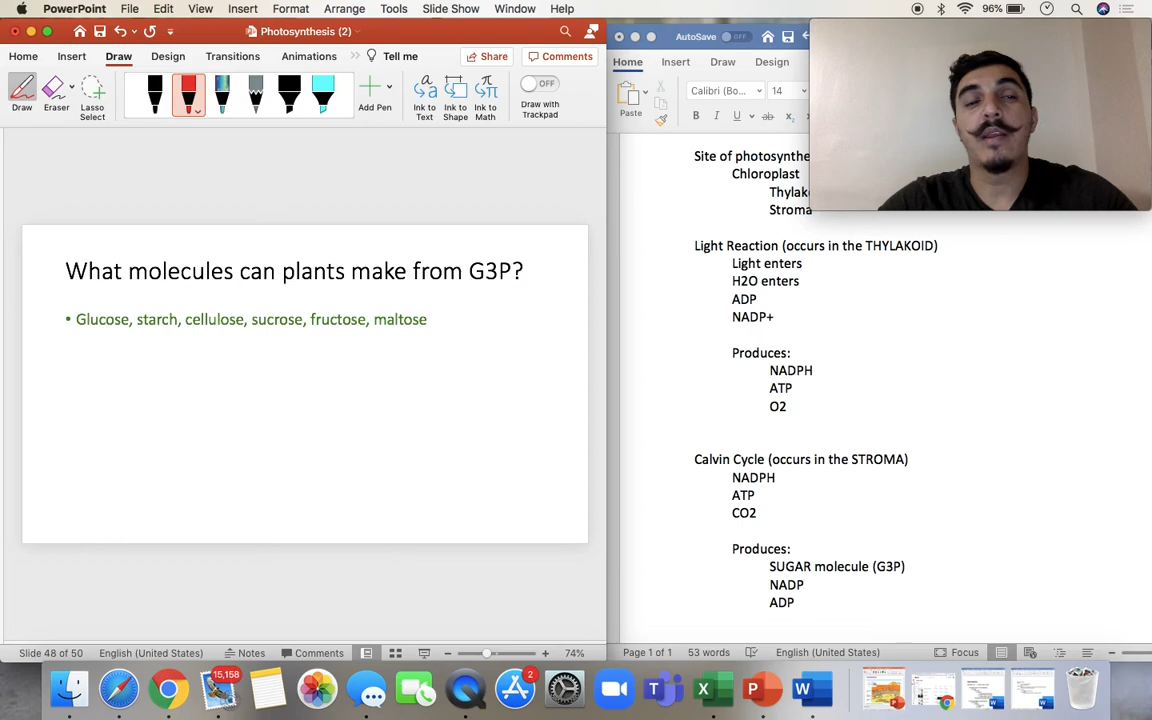 PowerPoint File Edit View Insert Format Arrange Tools Slide Show Window Help 96%
Photosynthesis (2)
Home Insert Draw Design Transitions Animations Tell me Share Comments
Draw Eraser Lasso Select Add Pen Ink to Text Ink to Shape Ink to Math OFF Draw with Trackpad
What molecules can plants make from G3P?
• Glucose, starch, cellulose, sucrose, fructose, maltose
Slide 48 of 50 English (United States) Notes Comments 74%
AutoSave OFF
Home Insert Draw Design
Paste Calibri (Bo... 14
B I U ab x
Site of photosynthe
Chloroplast
Thylak
Stroma
Light Reaction (occurs in the THYLAKOID)
Light enters
H2O enters
ADP
NADP+
Produces:
NADPH
ATP
O2
Calvin Cycle (occurs in the STROMA)
NADPH
ATP
CO2
Produces:
SUGAR molecule (G3P)
NADP
ADP
Page 1 of 1 53 words English (United States) Focus
15,158 2